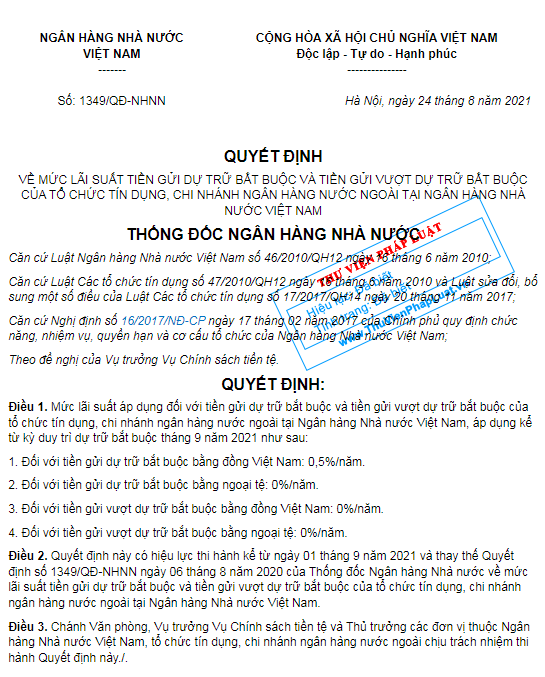 NGÂN HÀNG NHÀ NƯỚC
VIỆT NAM
-------
CỘNG HÒA XÃ HỘI CHỦ NGHĨA VIỆT NAM
Độc lập - Tự do - Hạnh phúc
---------------
Số: 1349/QĐ-NHNN
Hà Nội, ngày 24 tháng 8 năm 2021
QUYẾT ĐỊNH
VỀ MỨC LÃI SUẤT TIỀN GỬI DỰ TRỮ BẮT BUỘC VÀ TIỀN GỬI VƯỢT DỰ TRỮ BẮT BUỘC
CỦA TỔ CHỨC TÍN DỤNG, CHI NHÁNH NGÂN HÀNG NƯỚC NGOÀI TẠI NGÂN HÀNG NHÀ
NƯỚC VIỆT NAM
THỐNG ĐỐC NGÂN HÀNG NHÀ NƯỚC
Căn cứ Luật Ngân hàng Nhà nước Việt Nam số 46/2010/QH12 ngày 16 tháng 6 năm 2010;
Căn cứ Luật Các tổ chức tín dụng số 47/2010/QH12 ngày 16 tháng 6 năm 2010 và Luật sửa đổi, bổ
sung một số điều của Luật Các tổ chức tín dụng số 17/2017/QH14 ngày 20 tháng 11 năm 2017;
Căn cứ Nghị định số 16/2017/NĐ-CP ngày 17 tháng 02 năm 2017 của Chính phủ quy định chức
năng, nhiệm vụ, quyền hạn và cơ cấu tổ chức của Ngân hàng Nhà nước Việt Nam;
Theo đề nghị của Vụ trưởng Vụ Chính sách tiền tệ.
THƯ VIỆN PHÁP LUẬT
Hiệu lực: Đã biết
Tình trạng: Đã biết
www.ThuVienPhapLuat.vn
QUYẾT ĐỊNH:
Điều 1. Mức lãi suất áp dụng đối với tiền gửi dự trữ bắt buộc và tiền gửi vượt dự trữ bắt buộc của
tổ chức tín dụng, chi nhánh ngân hàng nước ngoài tại Ngân hàng Nhà nước Việt Nam, áp dụng kể
từ kỳ duy trì dự trữ bắt buộc tháng 9 năm 2021 như sau:
1. Đối với tiền gửi dự trữ bắt buộc bằng đồng Việt Nam: 0,5%/năm.
2. Đối với tiền gửi dự trữ bắt buộc bằng ngoại tệ: 0%/năm.
3. Đối với tiền gửi vượt dự trữ bắt buộc bằng đồng Việt Nam: 0%/năm.
4. Đối với tiền gửi vượt dự trữ bắt buộc bằng ngoại tệ: 0%/năm.
Điều 2. Quyết định này có hiệu lực thi hành kể từ ngày 01 tháng 9 năm 2021 và thay thế Quyết
định số 1349/QĐ-NHNN ngày 06 tháng 8 năm 2020 của Thống đốc Ngân hàng Nhà nước về mức
lãi suất tiền gửi dự trữ bắt buộc và tiền gửi vượt dự trữ bắt buộc của tổ chức tín dụng, chi nhánh
ngân hàng nước ngoài tại Ngân hàng Nhà nước Việt Nam.
Điều 3. Chánh Văn phòng, Vụ trưởng Vụ Chính sách tiền tệ và Thủ trưởng các đơn vị thuộc Ngân
hàng Nhà nước Việt Nam, tổ chức tín dụng, chi nhánh ngân hàng nước ngoài chịu trách nhiệm thi
hành Quyết định này./.